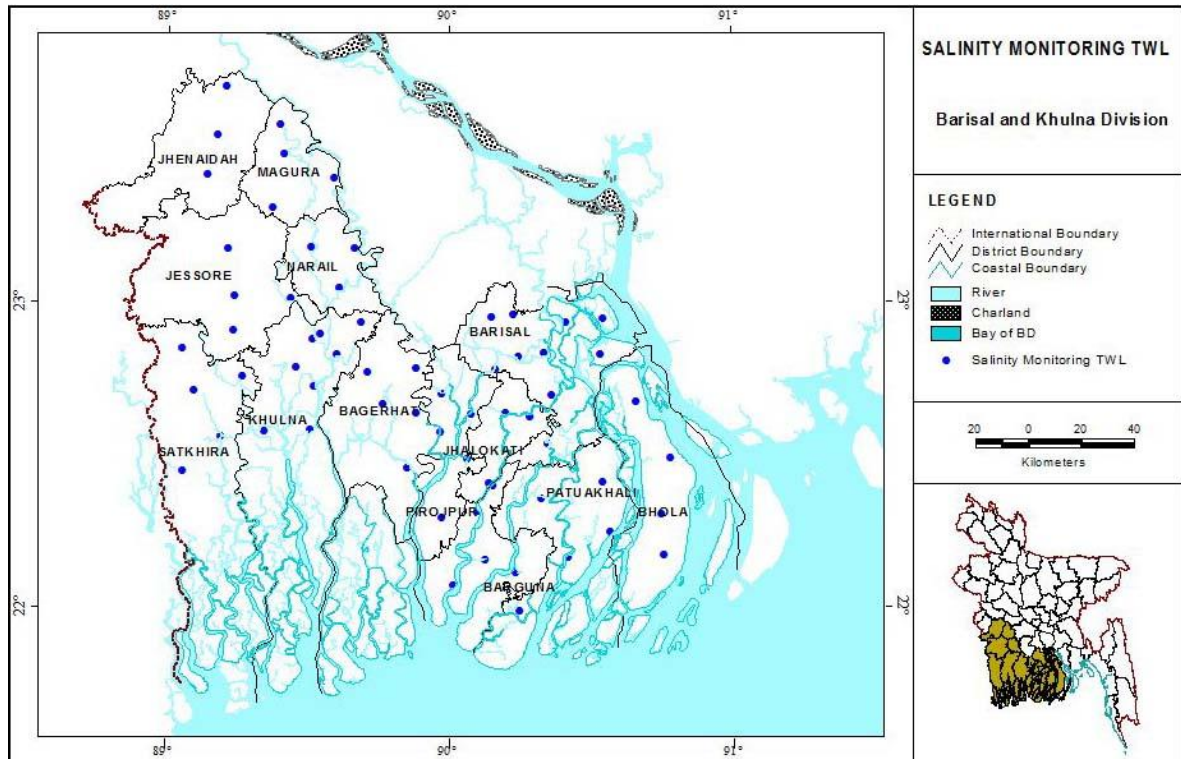 89°
90°
91°
SALINITY MONITORING TWL
Barisal and Khulna Division
JHENAIDAH
MAGURA
LEGEND
International Boundary
District Boundary
Coastal Boundary
River
Charland
Bay of BD
Salinity Monitoring TWL
JESSORE
NARAIL
23°
23°
BARISAL
KHULNA
BAGERHAT
SATKHIRA
JHALOKATI
PATUAKHALI
PIROJPUR
BHOLA
20 0 20 40
Kilometers
BARGUNA
22°
22°
89°
90°
91°